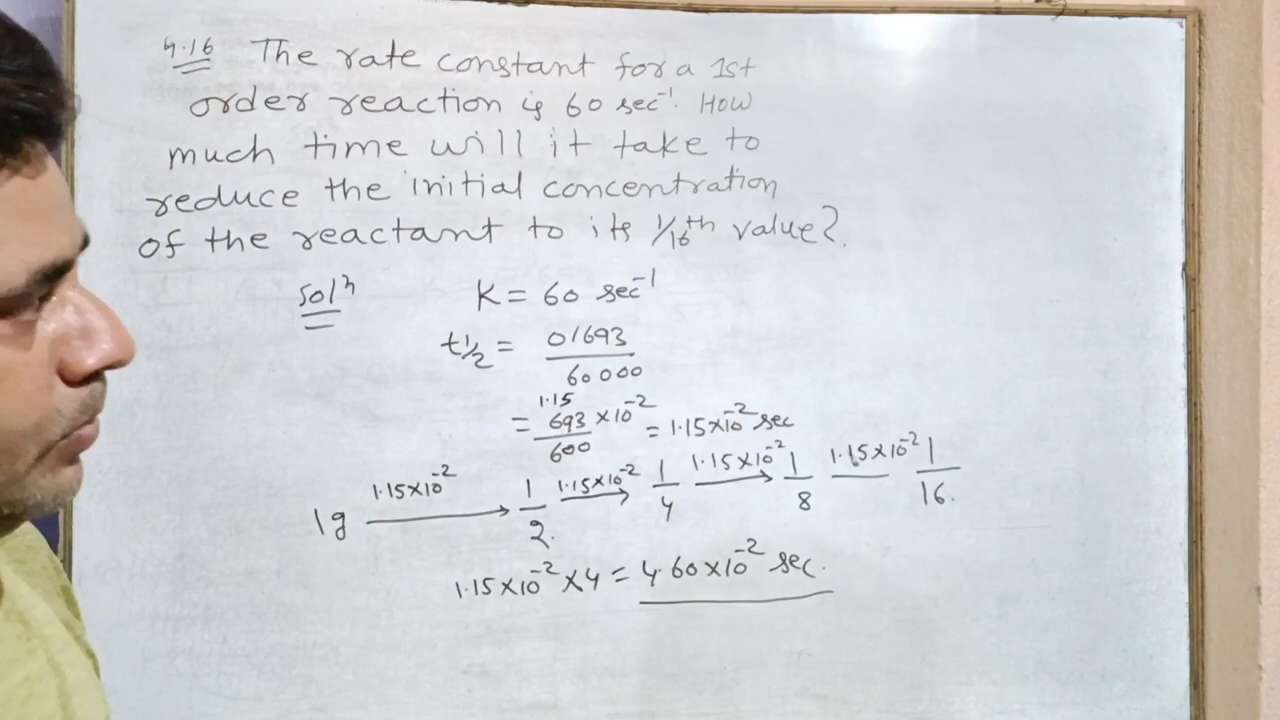 4.16 The rate constant for a 1st
order reaction is 60 sec⁻¹. How
much time will it take to
reduce the initial concentration
of the reactant to its 1/16th value?
Solⁿ K = 60 sec⁻¹
t½ = 0/693
60000
1.15
= 693 × 10⁻² = 1.15×10⁻² sec
600
1g 1.15×10⁻² → 1/2 1.15×10⁻² → 1/4 1.15×10⁻² → 1/8 1.15×10⁻² — 1/16.
1.15×10⁻² × 4 = 4.60×10⁻² sec.